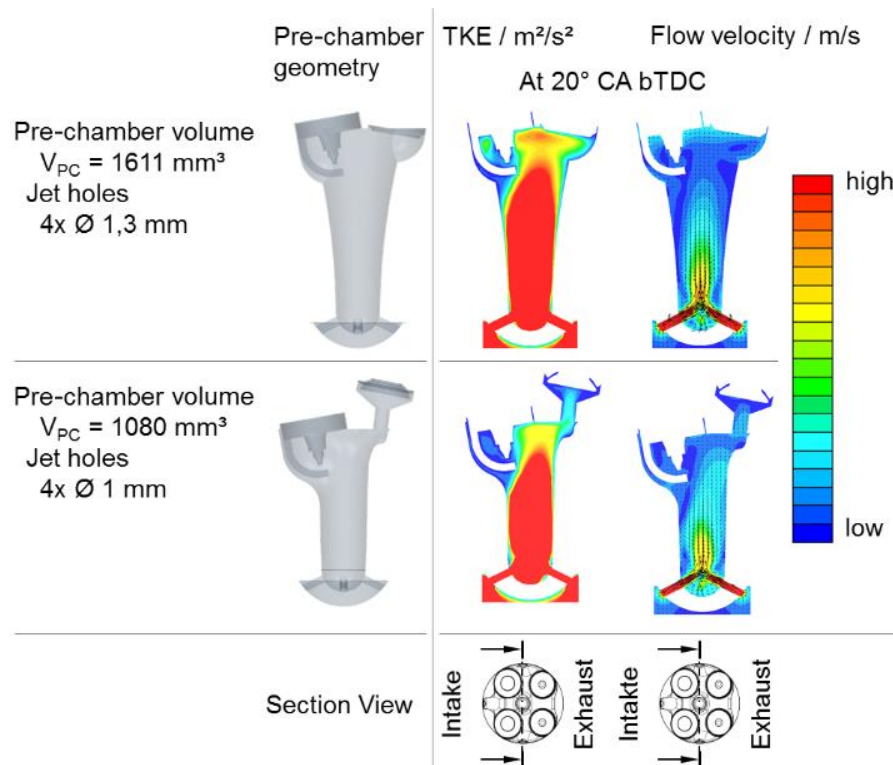 Pre-chamber
geometry
TKE / m²/s²
Flow velocity / m/s
At 20° CA bTDC
Pre-chamber volume
V_PC = 1611 mm³
Jet holes
4x Ø 1,3 mm
high
Pre-chamber volume
V_PC = 1080 mm³
Jet holes
4x Ø 1 mm
low
Section View
Intake
Exhaust
Intakte
Exhaust